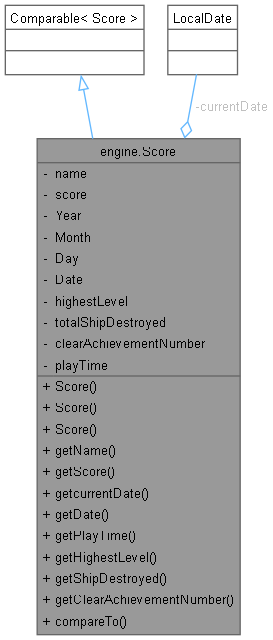 Comparable< Score >
LocalDate
-currentDate
engine.Score
- name
- score
- Year
- Month
- Day
- Date
- highestLevel
- totalShipDestroyed
- clearAchievementNumber
- playTime
+ Score()
+ Score()
+ Score()
+ getName()
+ getScore()
+ getcurrentDate()
+ getDate()
+ getPlayTime()
+ getHighestLevel()
+ getShipDestroyed()
+ getClearAchievementNumber()
+ compareTo()